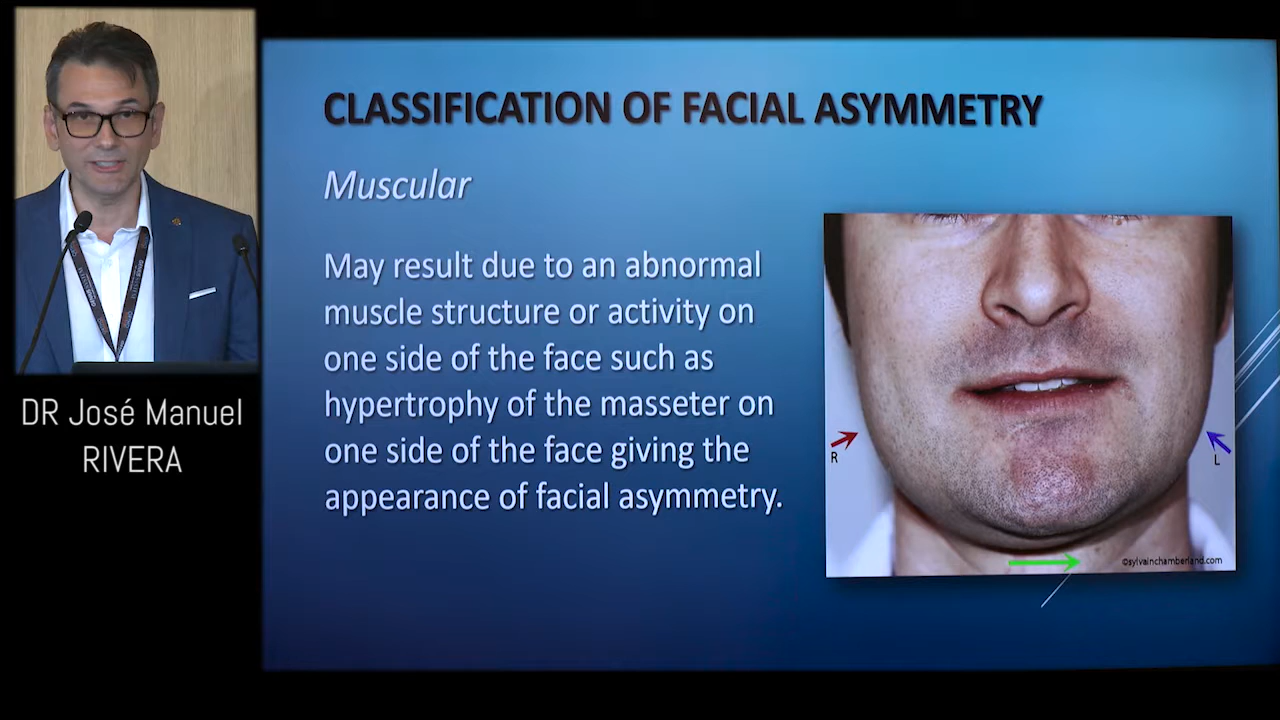 CLASSIFICATION OF FACIAL ASYMMETRY
Muscular
May result due to an abnormal
muscle structure or activity on
one side of the face such as
hypertrophy of the masseter on
one side of the face giving the
appearance of facial asymmetry.
R
L
©sylvainchamberland.com
DR José Manuel
RIVERA